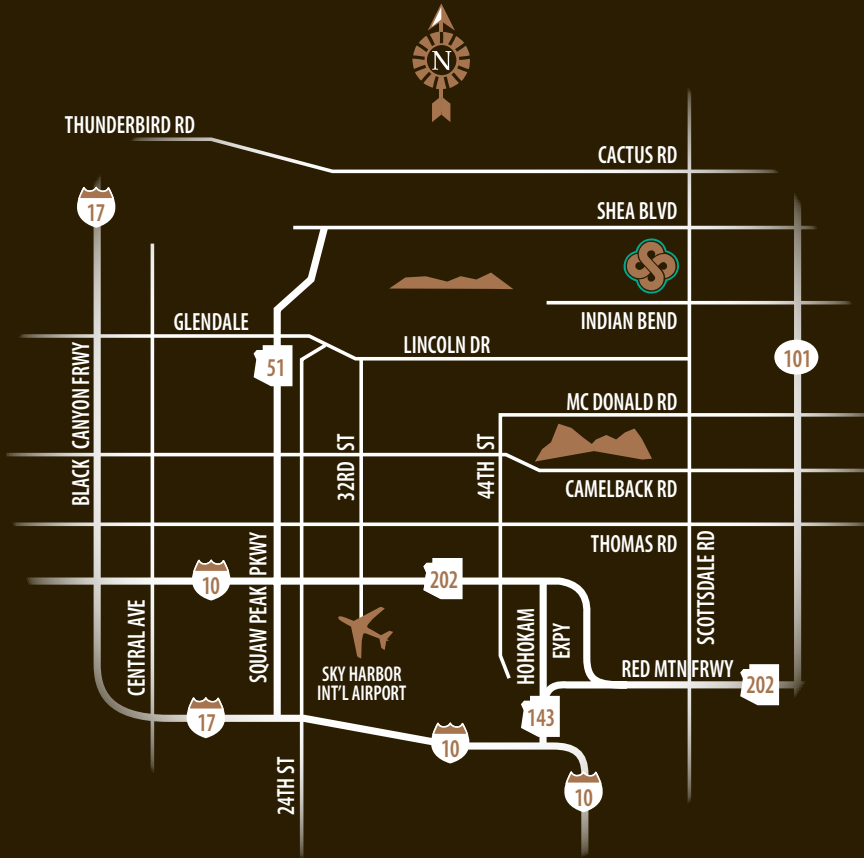 N
THUNDERBIRD RD
CACTUS RD
17
SHEA BLVD
GLENDALE
INDIAN BEND
LINCOLN DR
51
101
BLACK CANYON FRWY
MC DONALD RD
32RD ST
44TH ST
CAMELBACK RD
THOMAS RD
SCOTTSDALE RD
SQUAW PEAK PKWY
10
202
CENTRAL AVE
HOHOKAM
EXPY
SKY HARBOR
INT'L AIRPORT
RED MTN FRWY
202
17
143
10
24TH ST
10